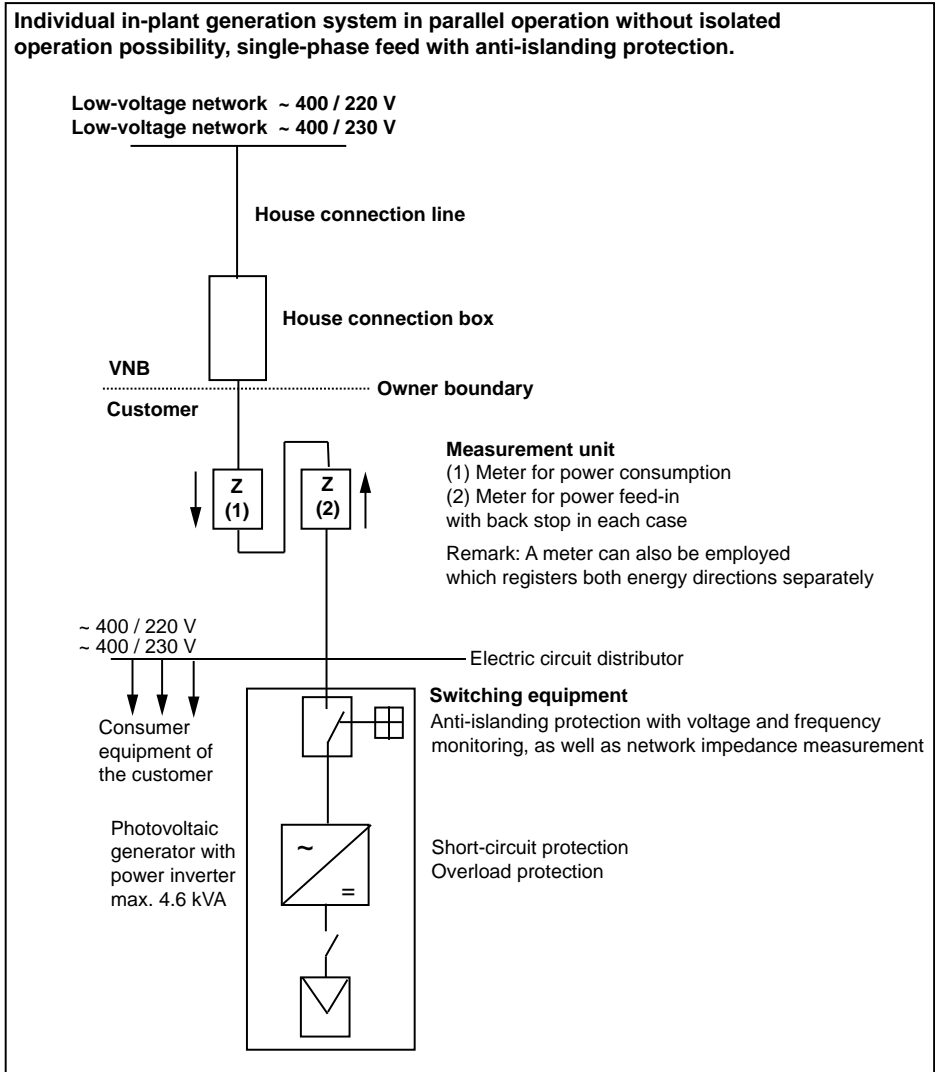 Individual in-plant generation system in parallel operation without isolated
operation possibility, single-phase feed with anti-islanding protection.
Low-voltage network ~ 400 / 220 V
Low-voltage network ~ 400 / 230 V
House connection line
House connection box
VNB
Owner boundary
Customer
Z
(1)
Z
(2)
Measurement unit
(1) Meter for power consumption
(2) Meter for power feed-in
with back stop in each case
Remark: A meter can also be employed
which registers both energy directions separately
~ 400 / 220 V
~ 400 / 230 V
Electric circuit distributor
Consumer
equipment of
the customer
Switching equipment
Anti-islanding protection with voltage and frequency
monitoring, as well as network impedance measurement
Photovoltaic
generator with
power inverter
max. 4.6 kVA
~
=
Short-circuit protection
Overload protection